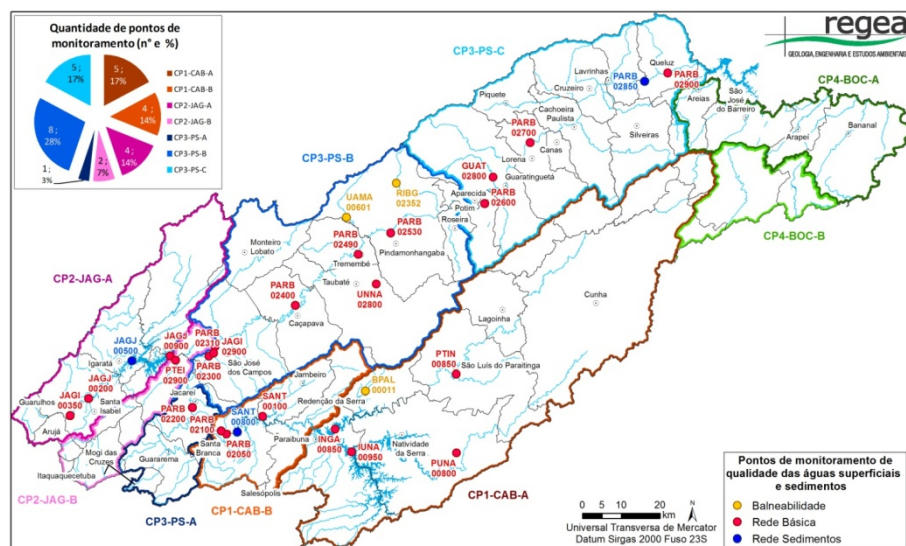 Quantidade de pontos de
monitoramento (n° e %)
5 ;
17%
5 ;
17%
4 ;
14%
4 ;
14%
2 ;
7%
1 ;
3%
8 ;
28%
CP1-CAB-A
CP1-CAB-B
CP2-JAG-A
CP2-JAG-B
CP3-PS-A
CP3-PS-B
CP3-PS-C
regea
GEOLOGIA, ENGENHARIA E ESTUDOS AMBIENTAIS
CP3-PS-C
Queluz
PARB
02850
PARB
02900
Lavrinhas
Cruzeiro
Piquete
Cachoeira
Paulista
Silveiras
Areias
São
José do
Barreiro
CP4-BOC-A
Arapeí
Bananal
PARB
02700
Canas
Lorena
Guaratinguetá
GUAT
02800
PARB
02600
Aparecida
Potim
Roseira
CP3-PS-B
RIBG
02352
UAMA
00601
PARB
02530
PARB
02490
Pindamonhangaba
Tremembé
Taubaté
UNNA
02800
Monteiro
Lobato
PARB
02400
Caçapava
CP4-BOC-B
Cunha
Lagoinha
PTIN
00850
São Luís do Paraitinga
CP2-JAG-A
JAGJ
00500
JAGJ
00900
PARB
02310
JAGI
02900
Igaratá
PTEI
02900
PARB
02300
São José
dos Campos
JAGJ
00200
JAGI
00350
Guarulhos
Santa
Isabel
Arujá
Jacareí
PARB
02200
PARB
02100
SANT
00800
SANT
00100
Jambeiro
Redenção da Serra
BPAL
00011
Mogi das
Cruzes
Itaquaquecetuba
Guararema
Santa
Branca
PARB
02050
Paraibuna
INGA
00850
IUNA
00950
Natividade
da Serra
PUNA
00800
Salesópolis
CP2-JAG-B
CP3-PS-A
CP1-CAB-B
CP1-CAB-A
0 5 10 20
km
N
Universal Transversa de Mercator
Datum Sirgas 2000 Fuso 23S
Pontos de monitoramento de
qualidade das águas superficiais
e sedimentos
Balneabilidade
Rede Básica
Rede Sedimentos